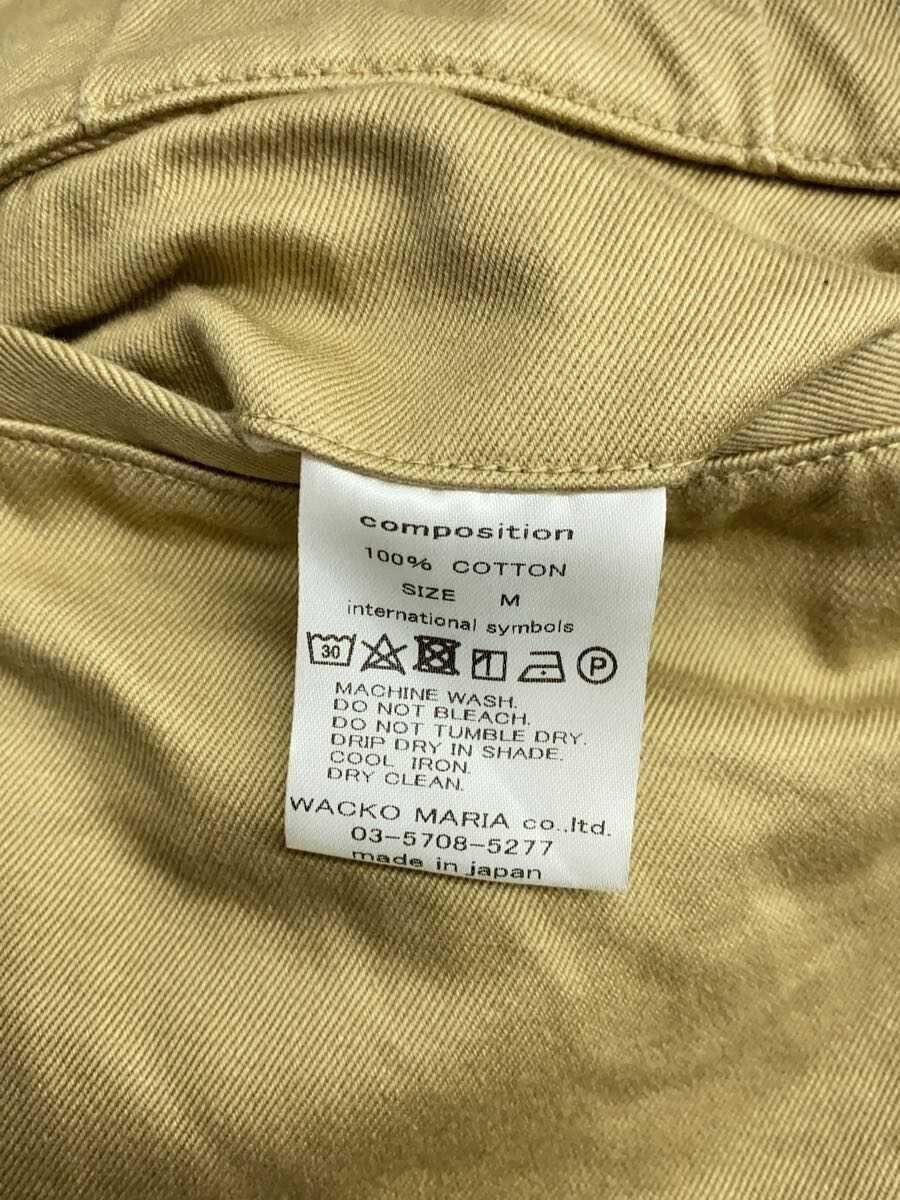 composition
100% COTTON
SIZE M
international symbols
30 P
MACHINE WASH.
DO NOT BLEACH.
DO NOT TUMBLE DRY.
DRIP DRY IN SHADE.
COOL IRON.
DRY CLEAN.
WACKO MARIA co.,ltd.
03-5708-5277
made in japan